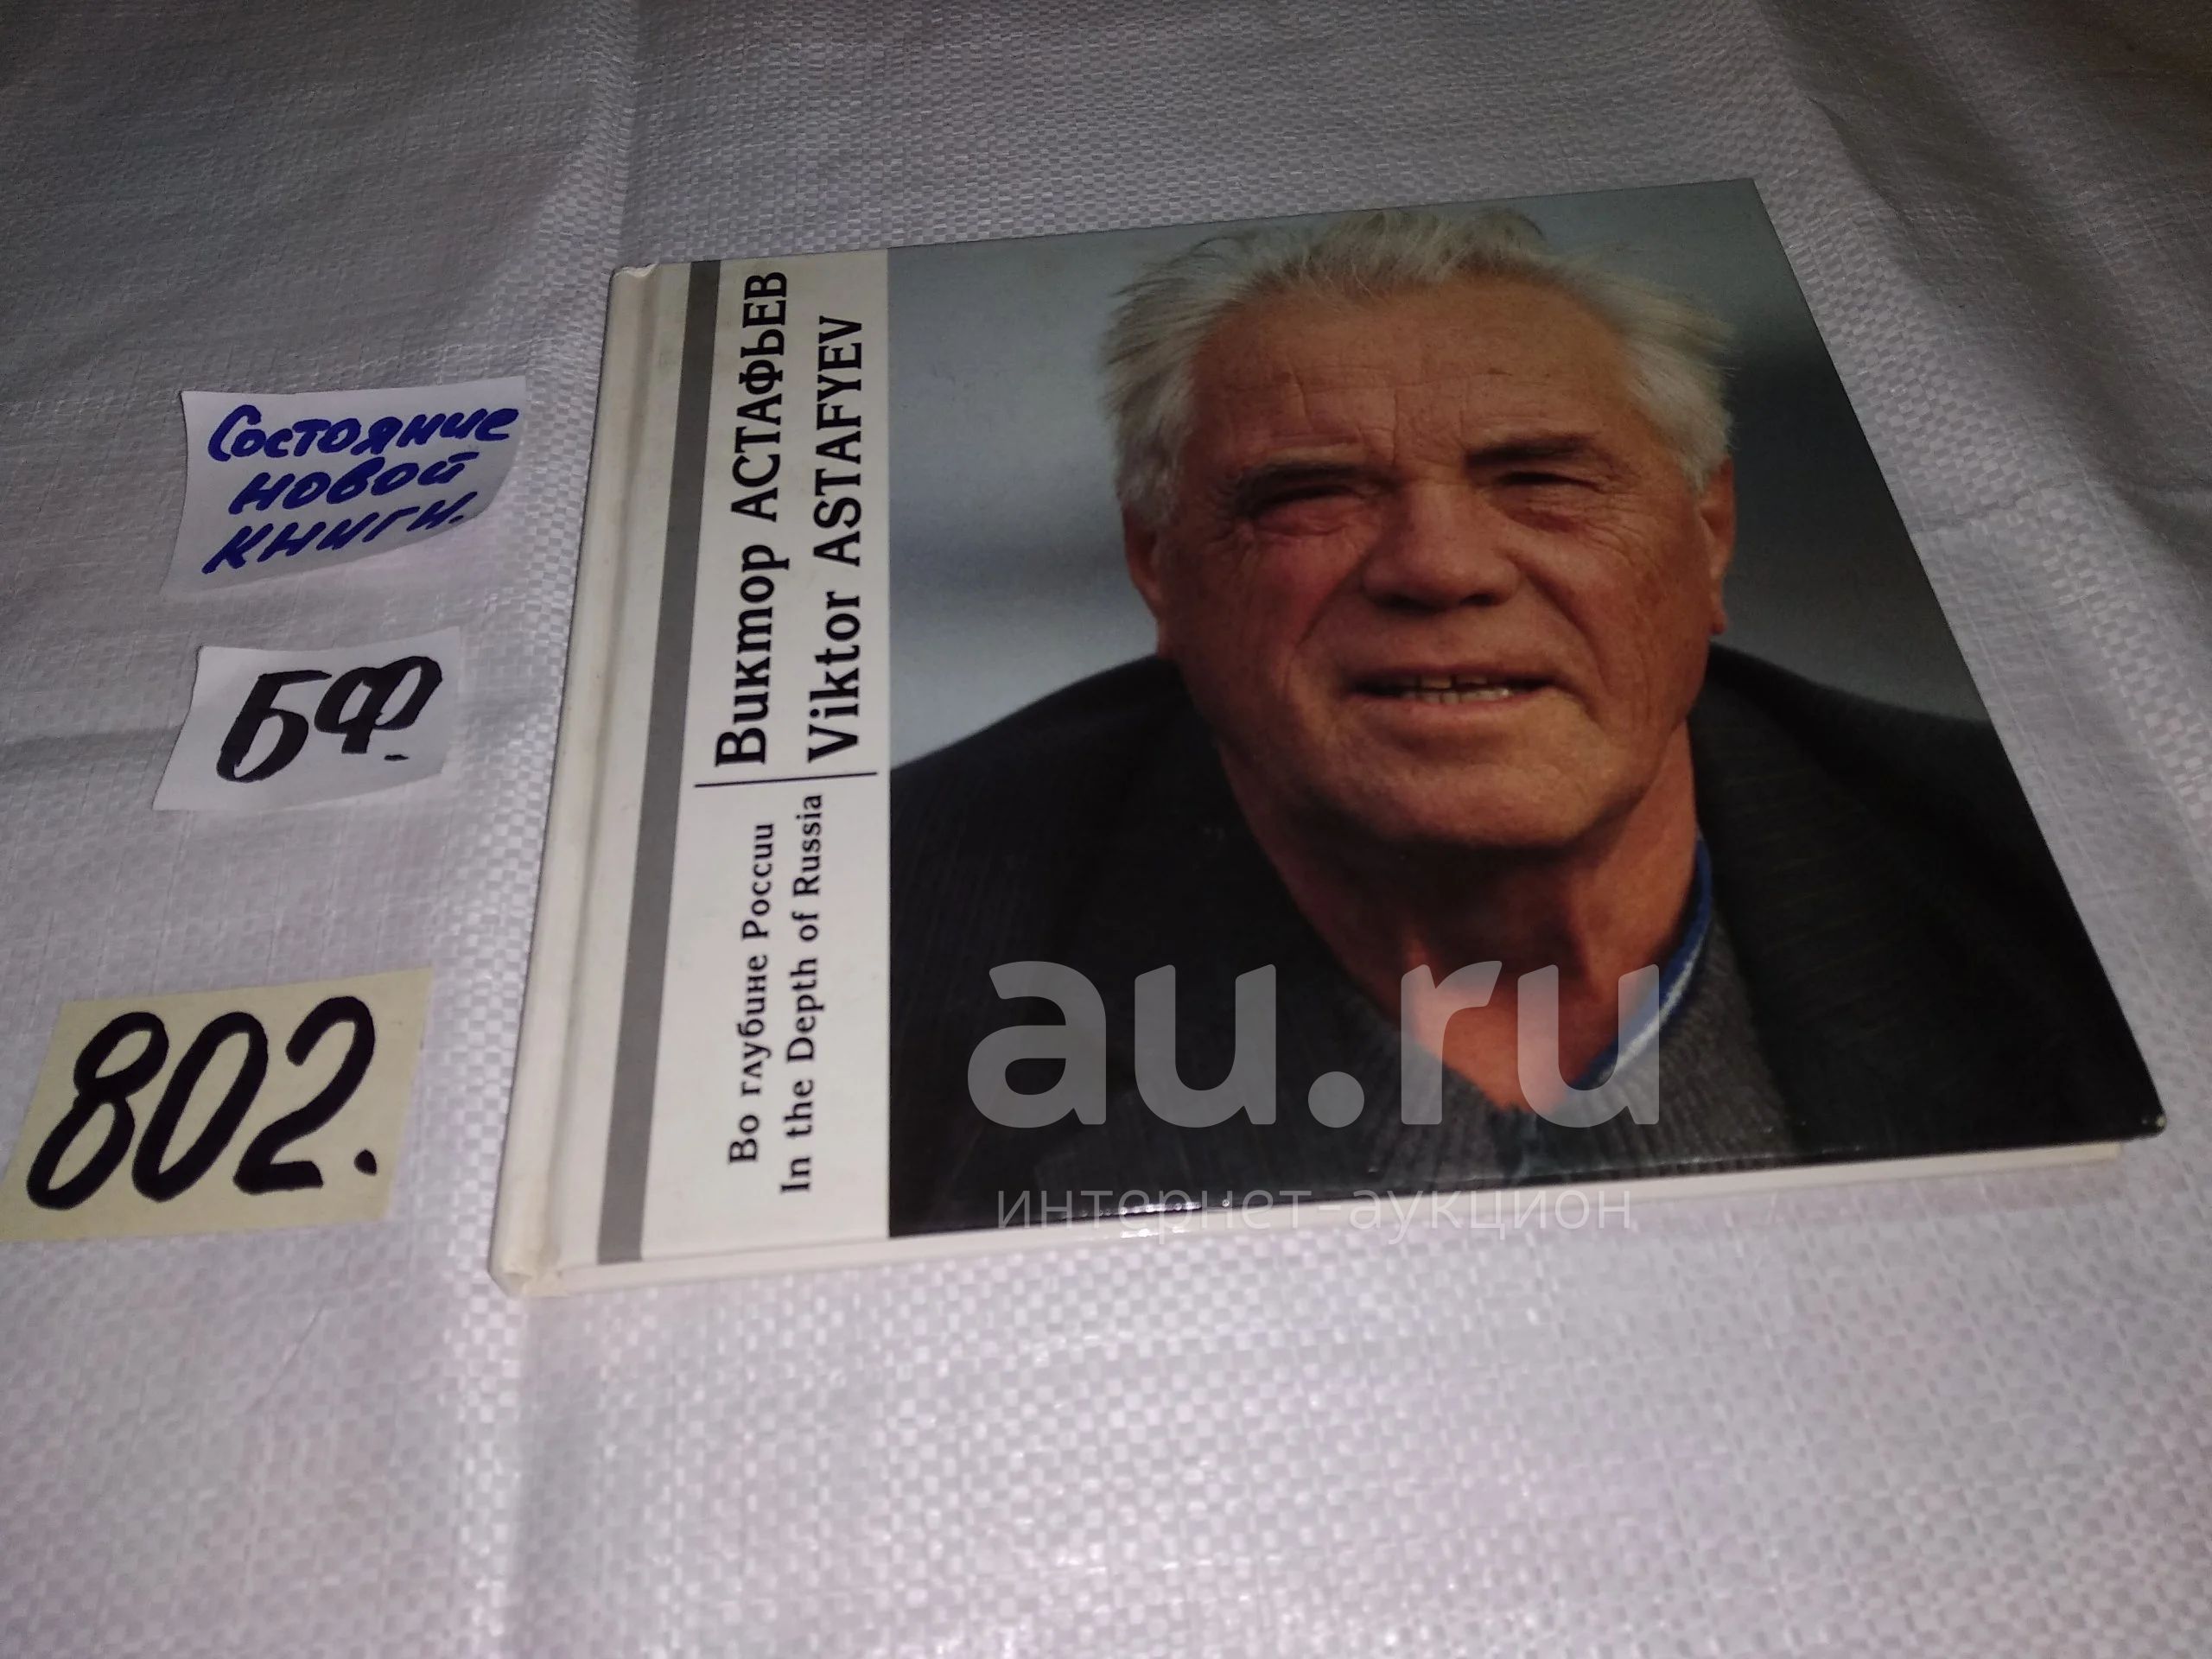 Состояние
новой
книги.
БФ.
802.
Виктор АСТАФЬЕВ
Viktor ASTAFYEV
Во глубине России
In the Depth of Russia
au.ru
интернет-аукцион